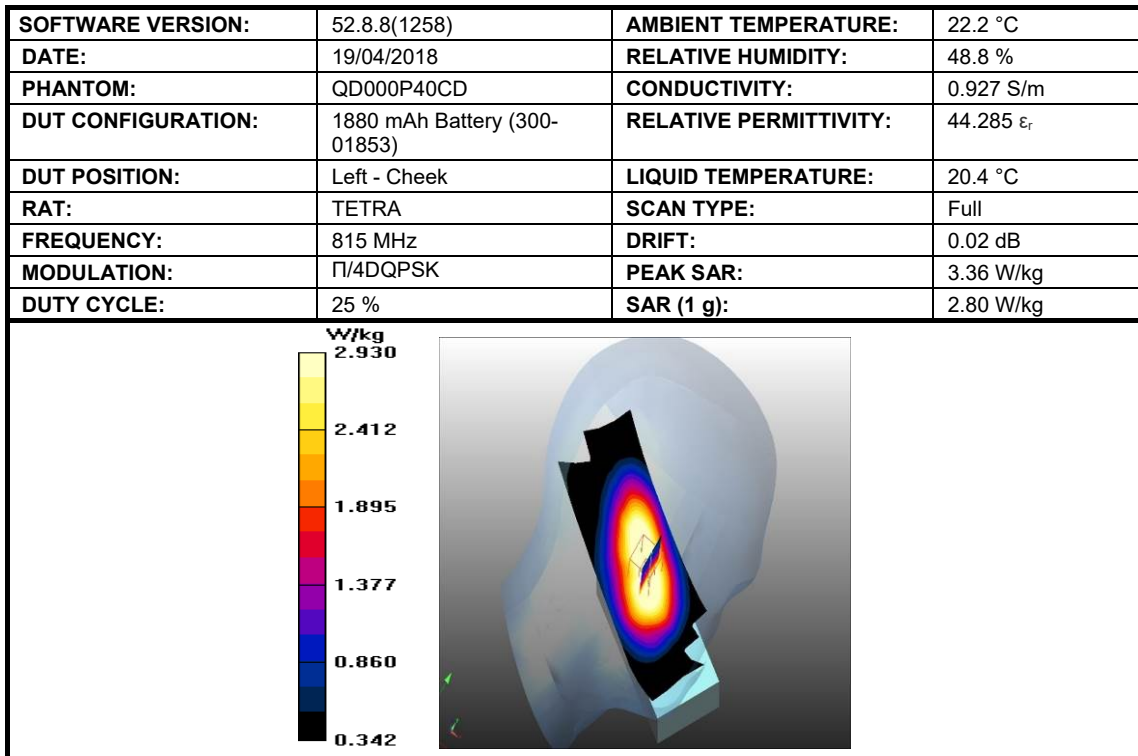 SOFTWARE VERSION: 52.8.8(1258) AMBIENT TEMPERATURE: 22.2 °C
DATE: 19/04/2018 RELATIVE HUMIDITY: 48.8 %
PHANTOM: QD000P40CD CONDUCTIVITY: 0.927 S/m
DUT CONFIGURATION: 1880 mAh Battery (300- RELATIVE PERMITTIVITY: 44.285 εr
01853)
DUT POSITION: Left - Cheek LIQUID TEMPERATURE: 20.4 °C
RAT: TETRA SCAN TYPE: Full
FREQUENCY: 815 MHz DRIFT: 0.02 dB
MODULATION: Π/4DQPSK PEAK SAR: 3.36 W/kg
DUTY CYCLE: 25 % SAR (1 g): 2.80 W/kg
W/kg
2.930
2.412
1.895
1.377
0.860
0.342